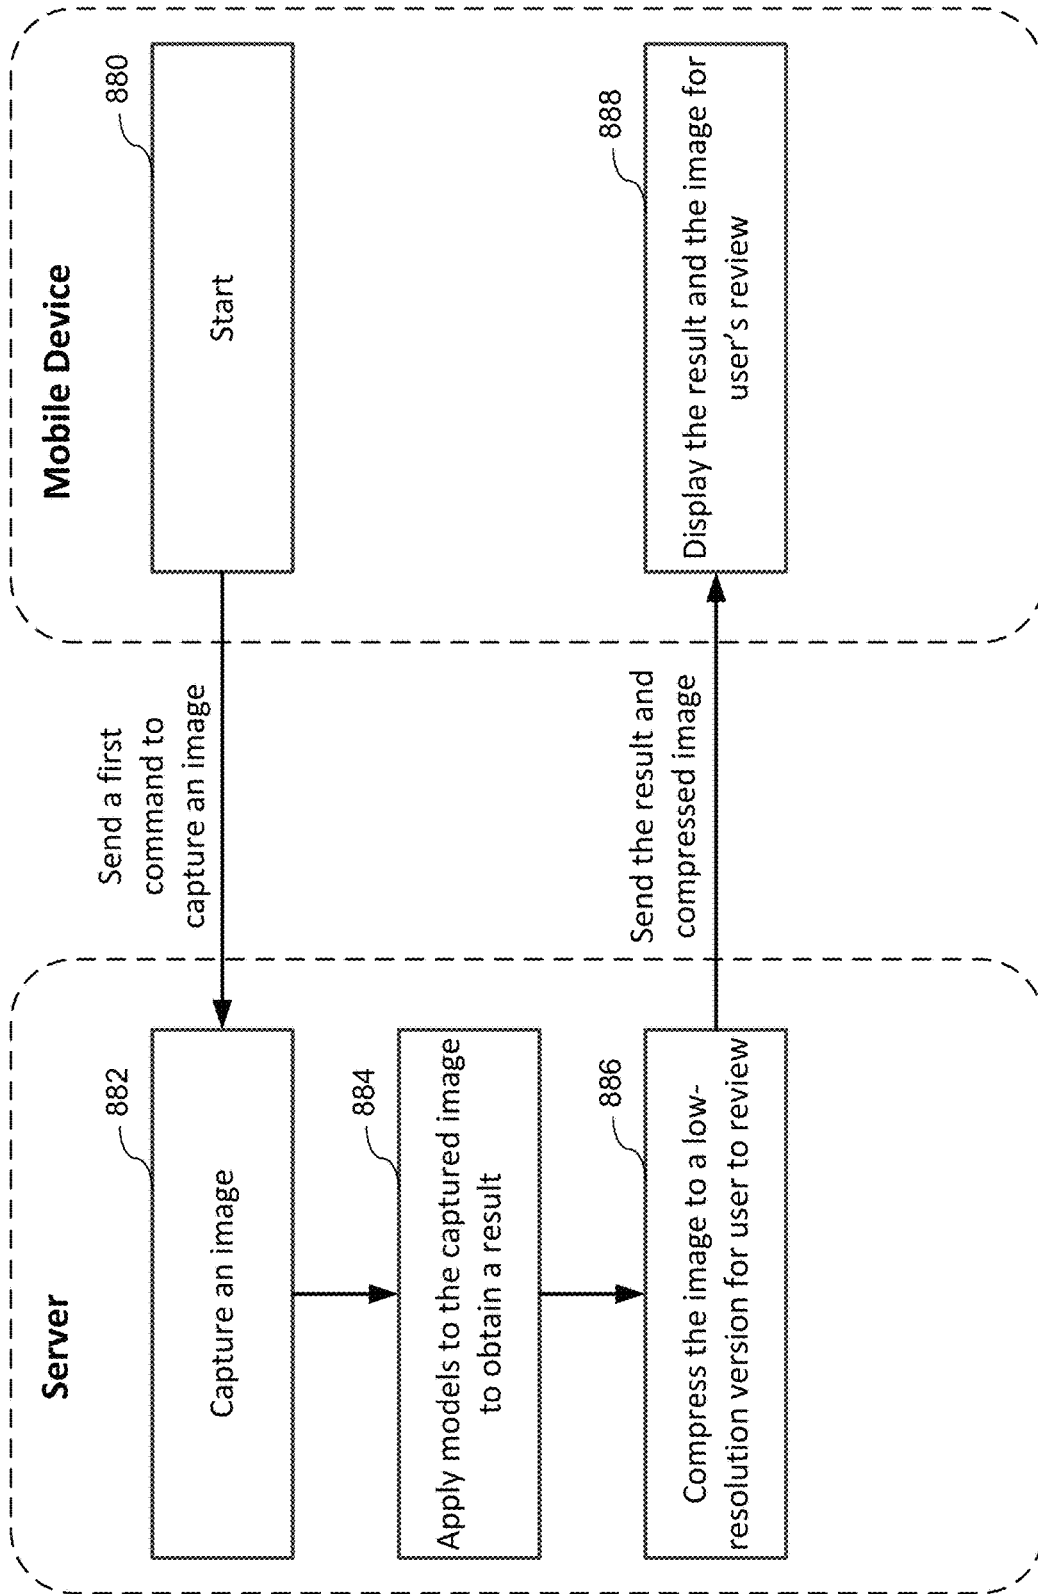 Server
Mobile Device
882
Capture an image
Send a first
command to
capture an image
880
Start
884
Apply models to the captured image
to obtain a result
886
Compress the image to a low-
resolution version for user to review
Send the result and
compressed image
888
Display the result and the image for
user's review